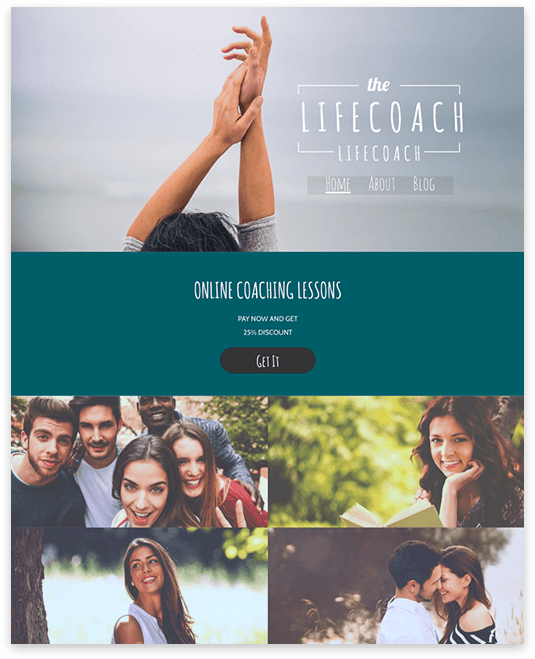 the
LIFECOACH
LIFECOACH
Home About Blog
ONLINE COACHING LESSONS
PAY NOW AND GET
25% DISCOUNT
Get It